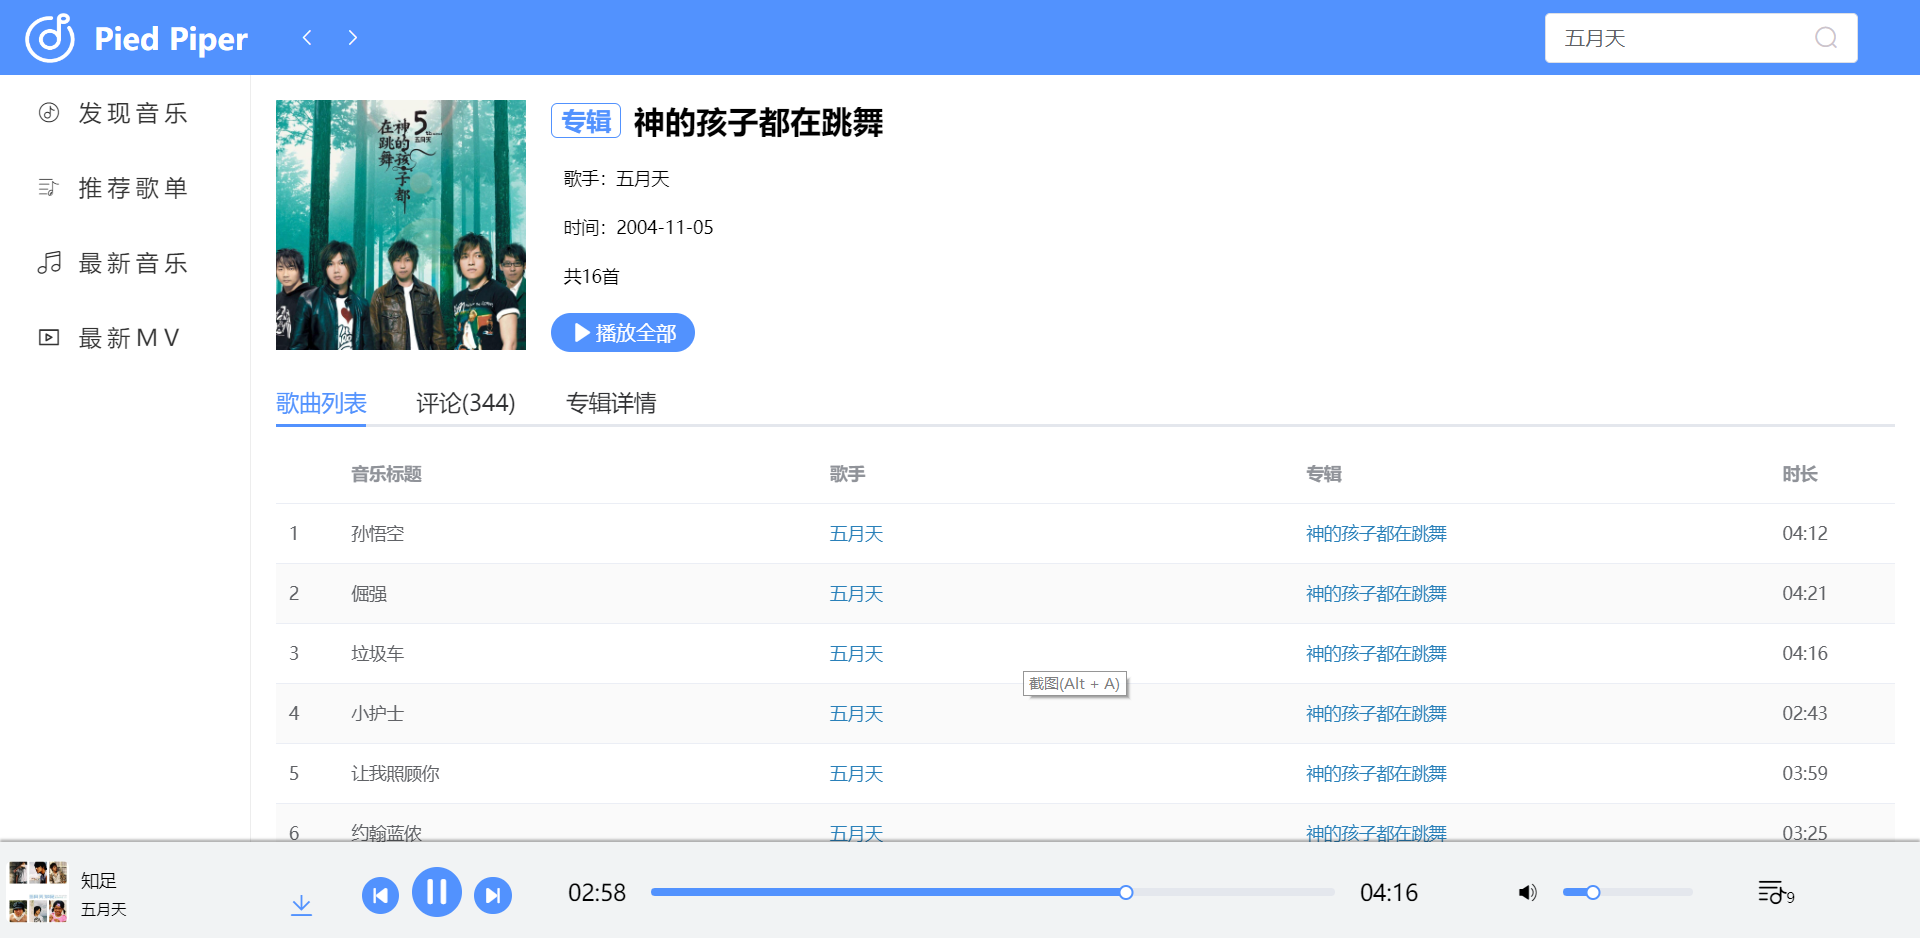 Pied Piper
五月天
发现音乐
推荐歌单
最新音乐
最新MV
神的孩子都在跳舞
5
五月天
专辑 神的孩子都在跳舞
歌手：五月天
时间：2004-11-05
共16首
播放全部
歌曲列表 评论(344) 专辑详情
音乐标题 歌手 专辑 时长
1 孙悟空 五月天 神的孩子都在跳舞 04:12
2 倔强 五月天 神的孩子都在跳舞 04:21
3 垃圾车 五月天 神的孩子都在跳舞 04:16
截图(Alt + A)
4 小护士 五月天 神的孩子都在跳舞 02:43
5 让我照顾你 五月天 神的孩子都在跳舞 03:59
6 约翰蓝侬 五月天 神的孩子都在跳舞 03:25
知足
五月天
02:58 04:16
9